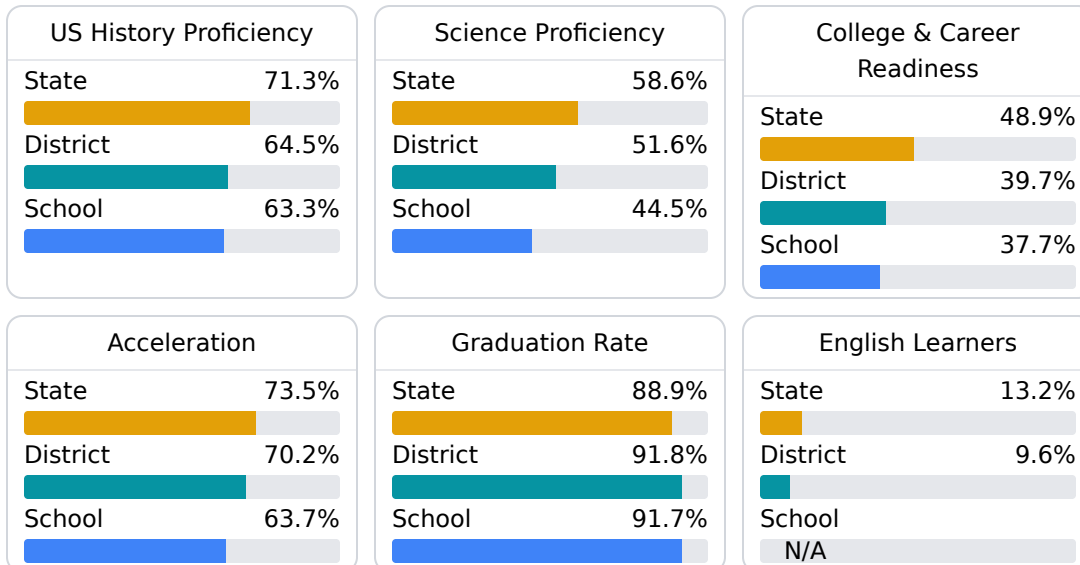 US History Proficiency
State 71.3%
District 64.5%
School 63.3%
Science Proficiency
State 58.6%
District 51.6%
School 44.5%
College & Career
Readiness
State 48.9%
District 39.7%
School 37.7%
Acceleration
State 73.5%
District 70.2%
School 63.7%
Graduation Rate
State 88.9%
District 91.8%
School 91.7%
English Learners
State 13.2%
District 9.6%
School
N/A